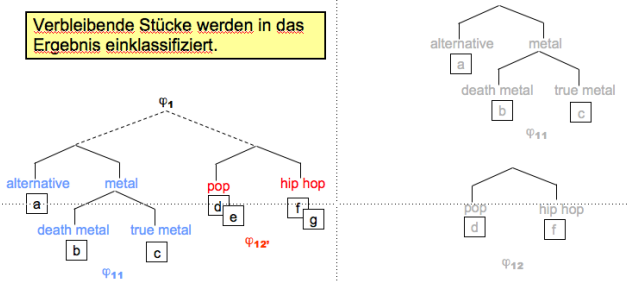 Verbleibende Stücke werden in das
Ergebnis einklassifiziert.
φ1
alternative metal
a
death metal true metal
b c
φ11
pop hip hop
d e f g
φ12'
alternative metal
a
death metal true metal
b c
φ11
pop hip hop
d f
φ12